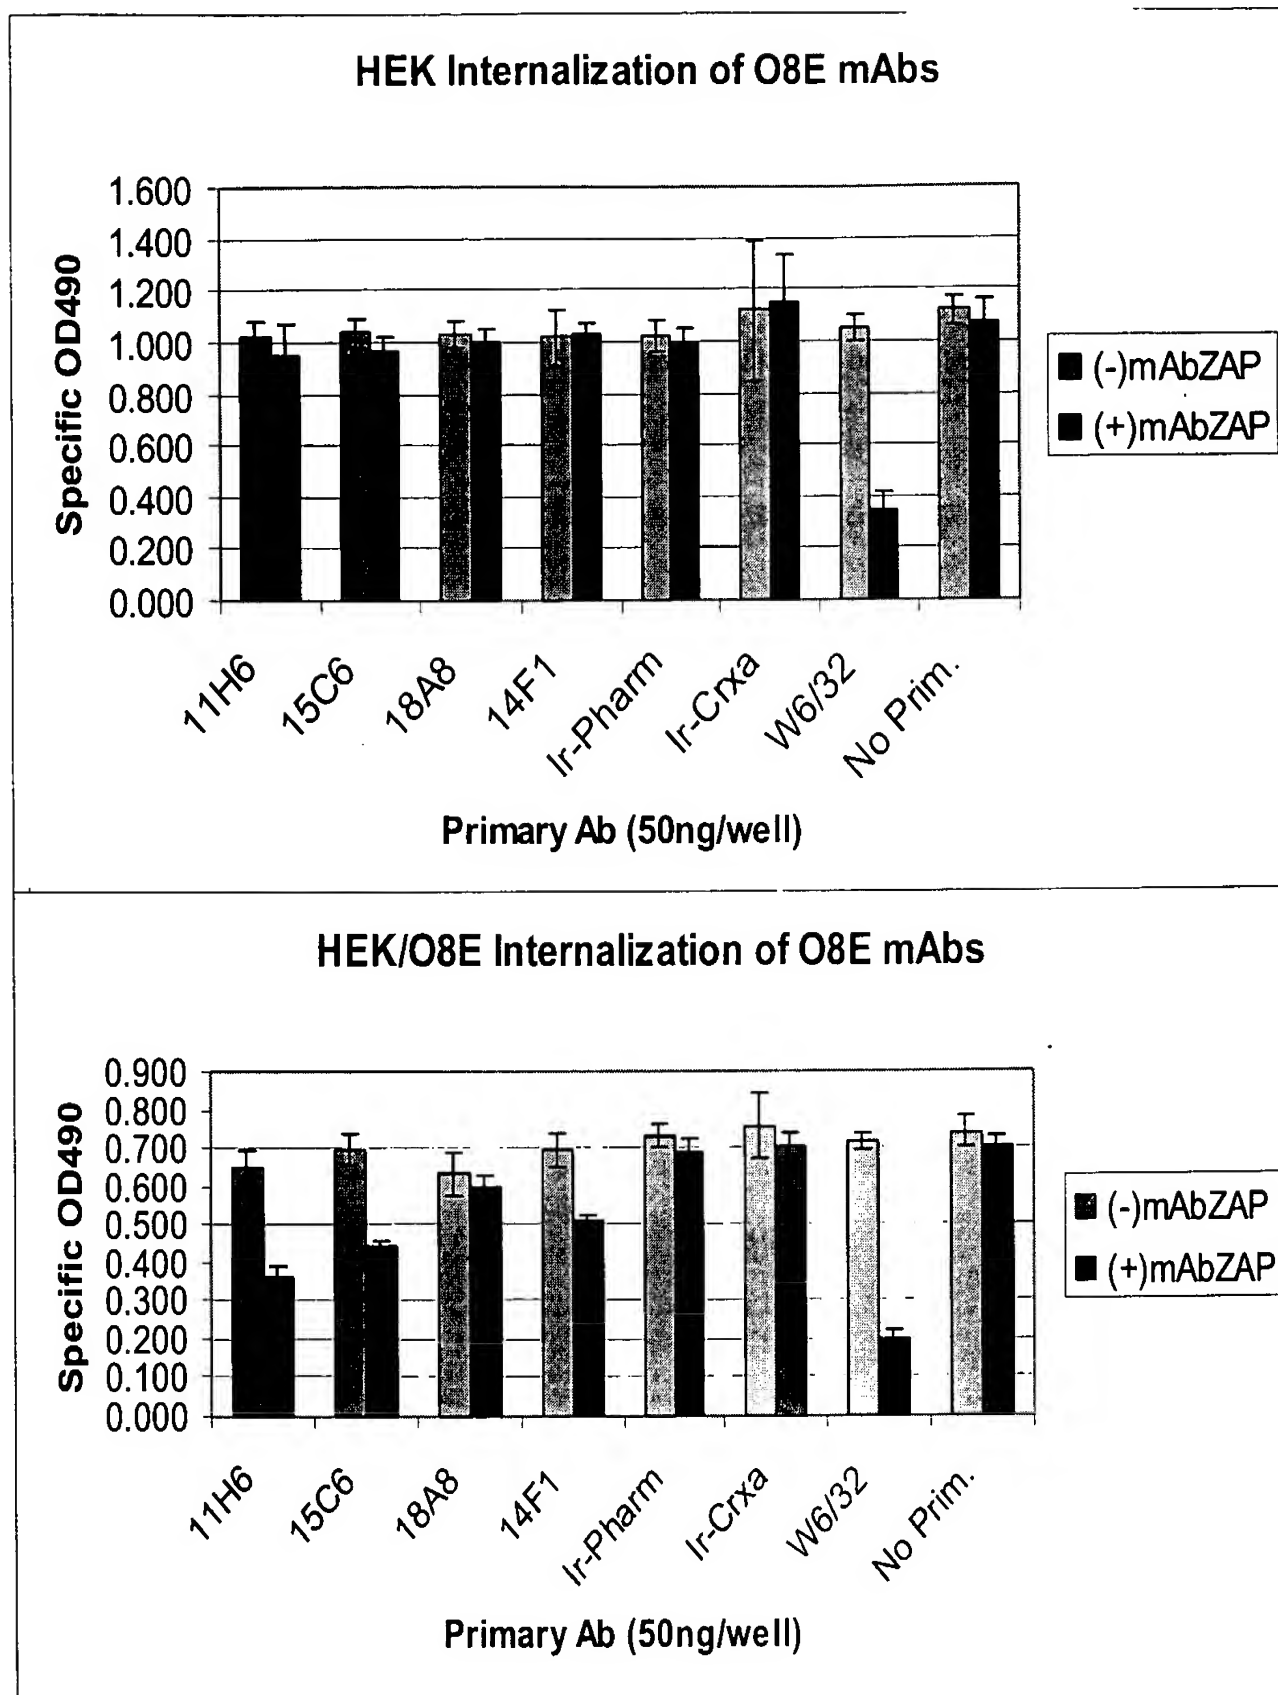 HEK Internalization of O8E mAbs
1.600
1.400
1.200
1.000
0.800
0.600
0.400
0.200
0.000
Specific OD490
11H6
15C6
18A8
14F1
Ir-Pharm
Ir-Crxa
W6/32
No Prim.
Primary Ab (50ng/well)
(-)mAbZAP
(+)mAbZAP
HEK/O8E Internalization of O8E mAbs
0.900
0.800
0.700
0.600
0.500
0.400
0.300
0.200
0.100
0.000
Specific OD490
11H6
15C6
18A8
14F1
Ir-Pharm
Ir-Crxa
W6/32
No Prim.
Primary Ab (50ng/well)
(-)mAbZAP
(+)mAbZAP